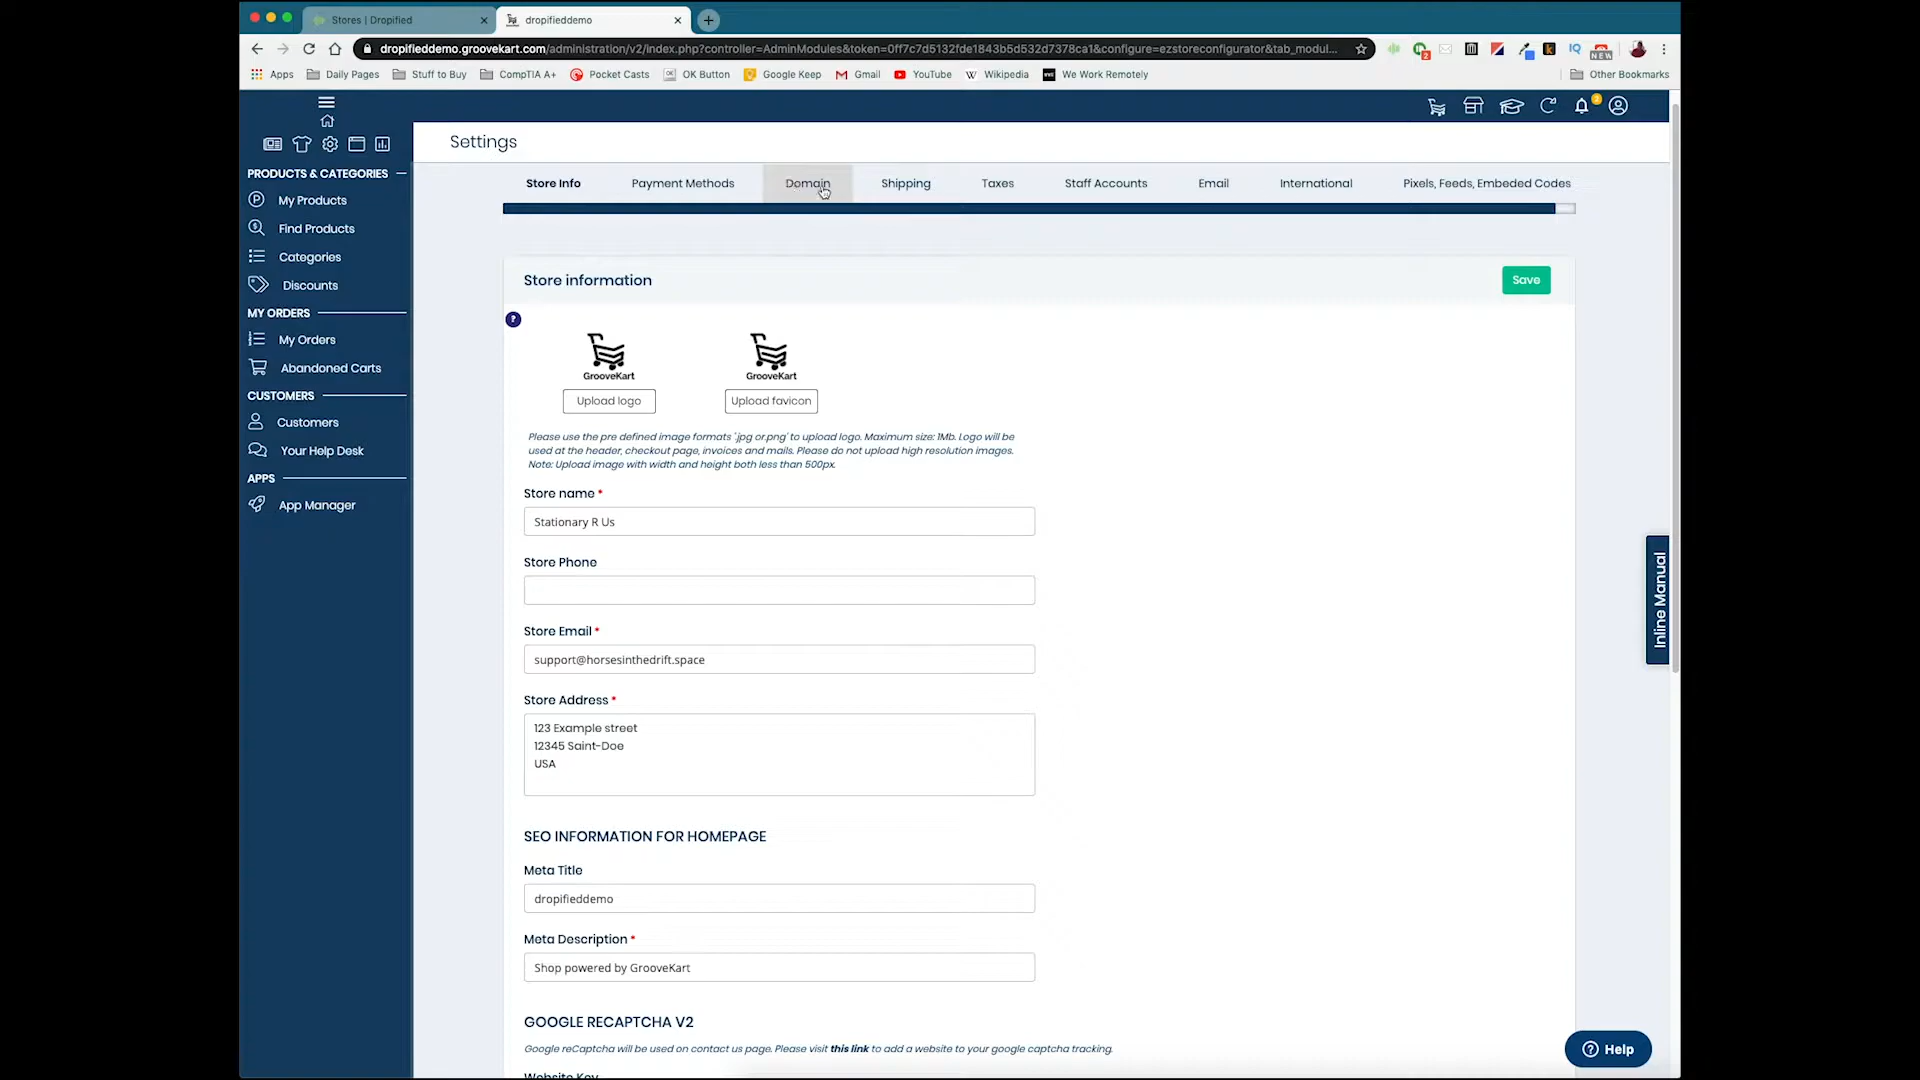 Stores | Dropified
dropifieddemo
dropifieddemo.groovekart.com/administration/v2/index.php?controller=AdminModules&token=0ff7c7d5132fde1843b5d532d7378ca1&configure=ezstoreconfigurator&tab_modul...
2
NEW
Apps Daily Pages Stuff to Buy CompTIA A+ Pocket Casts OK Button Google Keep Gmail YouTube Wikipedia We Work Remotely Other Bookmarks
Settings
Store Info Payment Methods Domain Shipping Taxes Staff Accounts Email International Pixels, Feeds, Embeded Codes
PRODUCTS & CATEGORIES
My Products
Find Products
Categories
Discounts
MY ORDERS
My Orders
Abandoned Carts
CUSTOMERS
Customers
Your Help Desk
APPS
App Manager
Store information
Save
?
GrooveKart GrooveKart
Upload logo Upload favicon
Please use the pre defined image formats '.jpg or.png' to upload logo. Maximum size: 1Mb. Logo will be
used at the header, checkout page, invoices and mails. Please do not upload high resolution images.
Note: Upload image with width and height both less than 500px.
Store name *
Stationary R Us
Store Phone
Store Email *
support@horsesinthedrift.space
Store Address *
123 Example street
12345 Saint-Doe
USA
SEO INFORMATION FOR HOMEPAGE
Meta Title
dropifieddemo
Meta Description *
Shop powered by GrooveKart
GOOGLE RECAPTCHA V2
Google reCaptcha will be used on contact us page. Please visit this link to add a website to your google captcha tracking.
Website Key
Inline Manual
Help